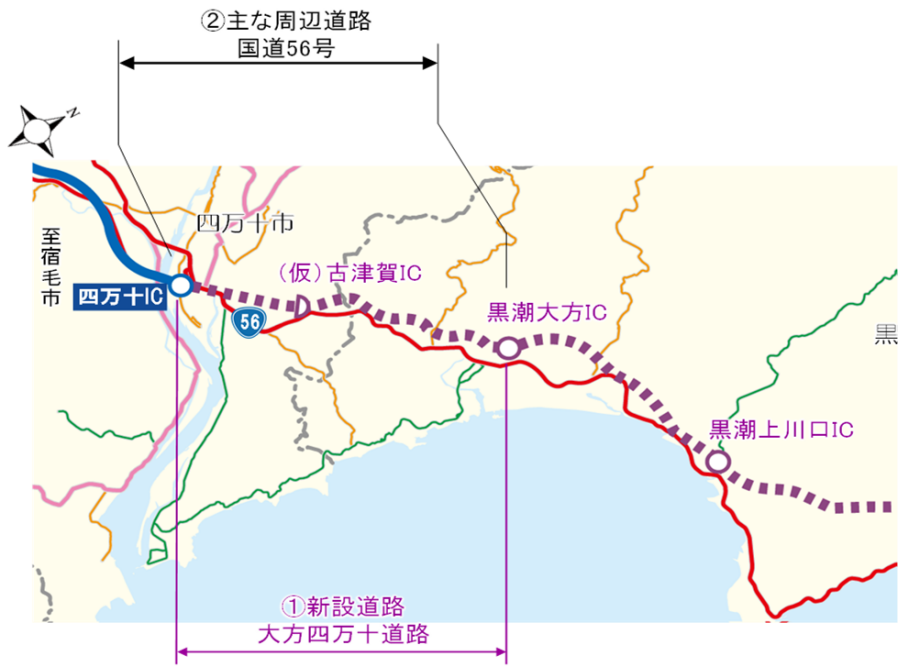 ②主な周辺道路
国道56号
N
四万十市
至宿毛市
(仮)古津賀IC
四万十IC
56
黒潮大方IC
黒
黒潮上川口IC
①新設道路
大方四万十道路